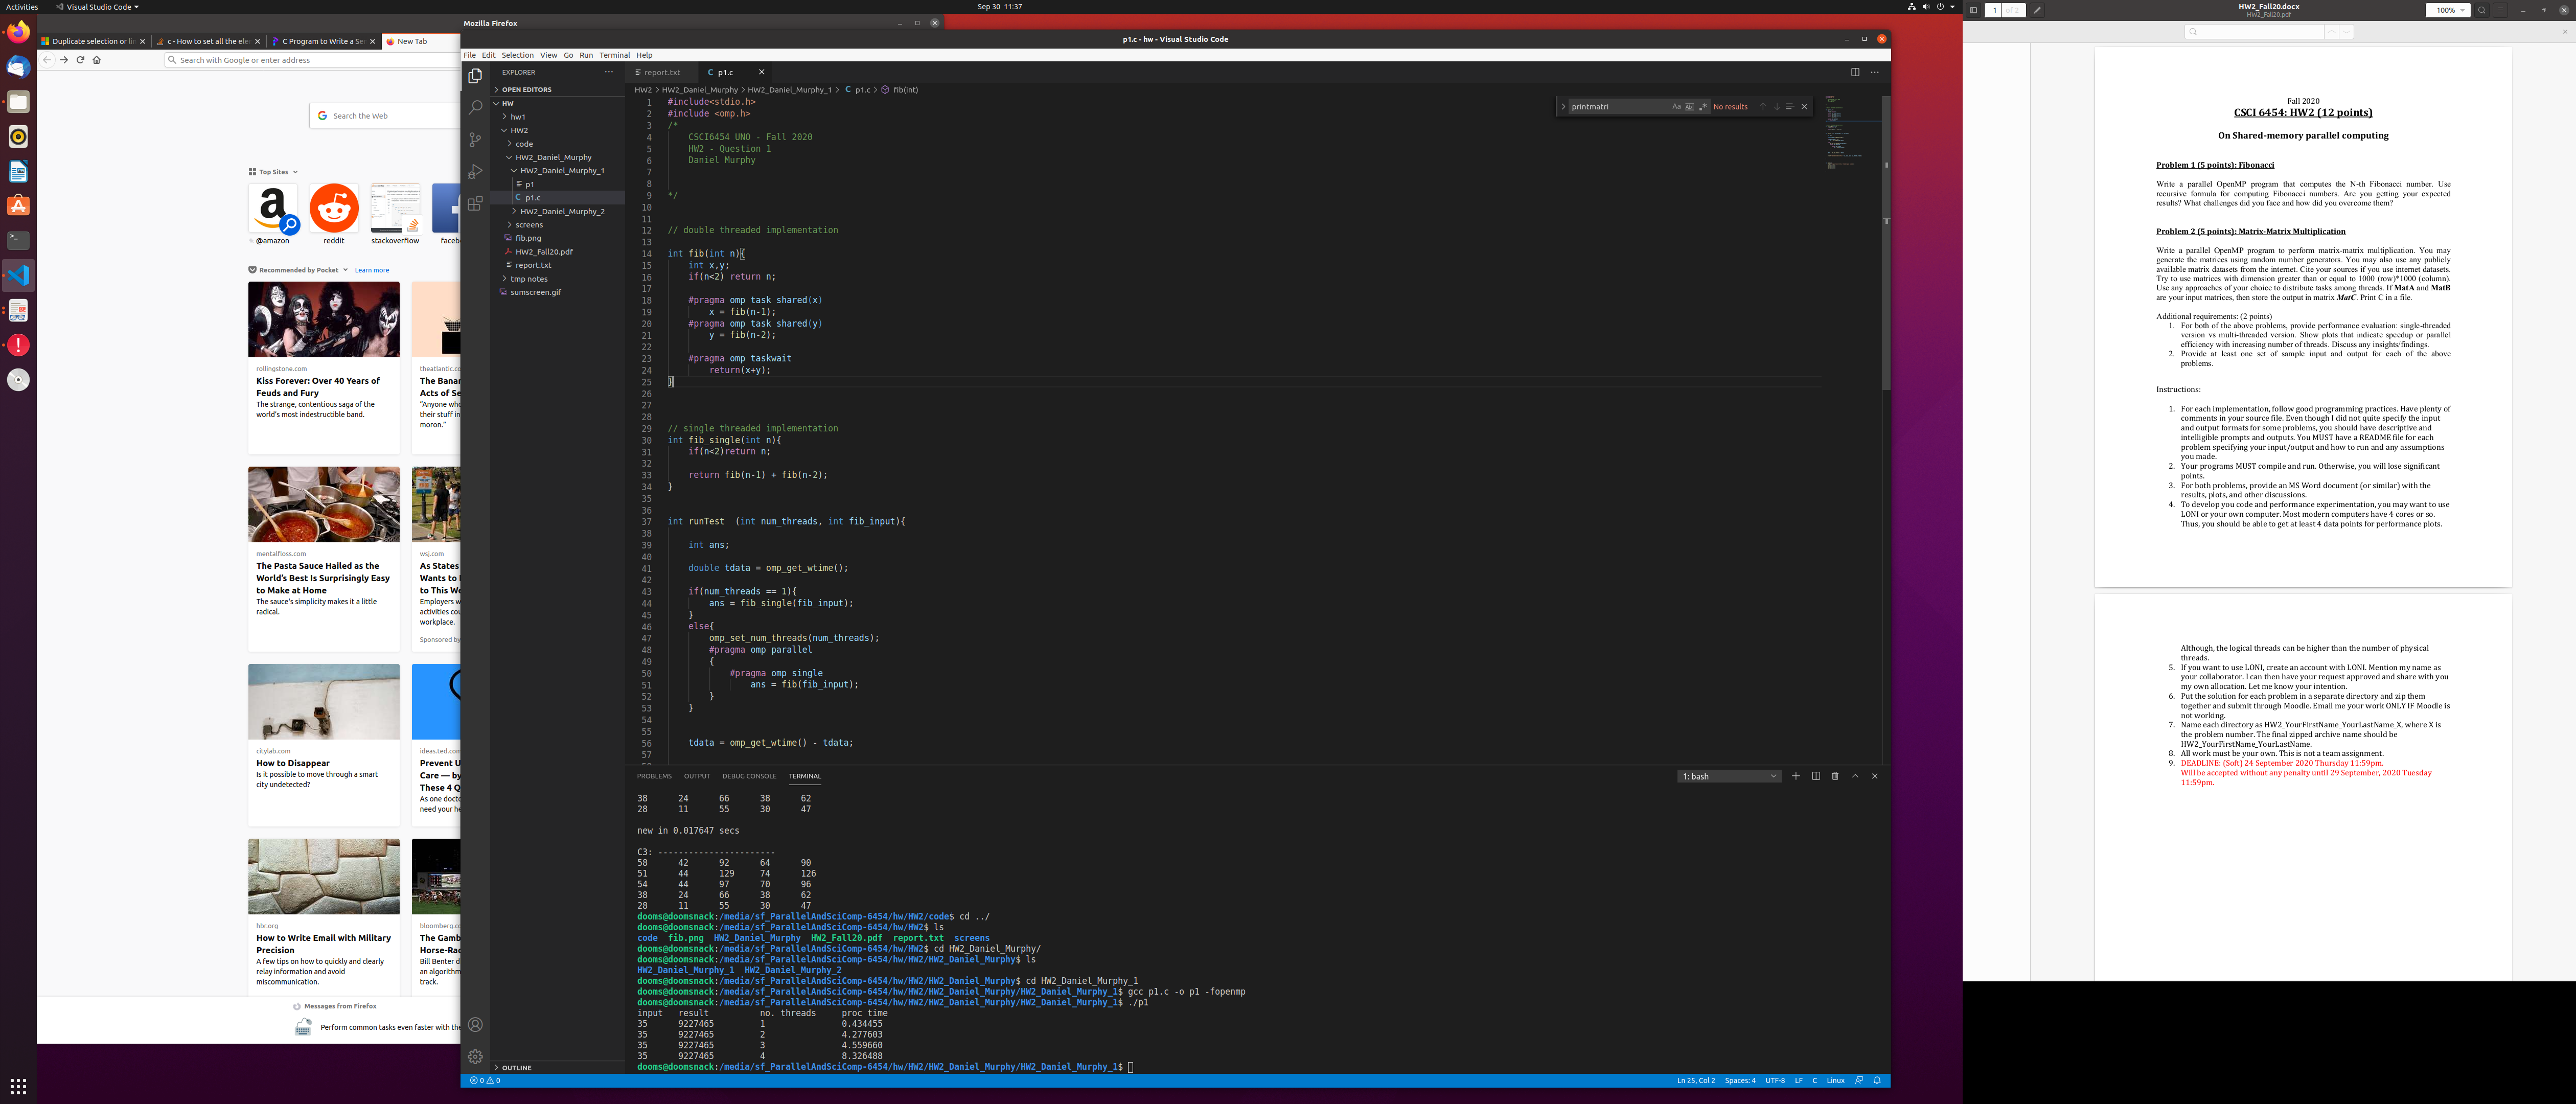 Activities
Visual Studio Code
Sep 30 11:37
Mozilla Firefox
Duplicate selection or li
c - How to set all the ele
C Program to Write a Se
New Tab
Search with Google or enter address
Search the Web
Top Sites
@amazon
reddit
stackoverflow
faceb
Recommended by Pocket
Learn more
rollingstone.com
Kiss Forever: Over 40 Years of
Feuds and Fury
The strange, contentious saga of the
world's most indestructible band.
theatlantic.co
The Banan
Acts of Se
"Anyone who
their stuff in
moron."
mentalfloss.com
The Pasta Sauce Hailed as the
World's Best Is Surprisingly Easy
to Make at Home
The sauce's simplicity makes it a little
radical.
wsj.com
As States
Wants to
to This W
Employers w
activities cou
workplace.
Sponsored by
citylab.com
How to Disappear
Is it possible to move through a smart
city undetected?
ideas.ted.com
Prevent U
Care — by
These 4 Q
As one docto
need your he
hbr.org
How to Write Email with Military
Precision
A few tips on how to quickly and clearly
relay information and avoid
miscommunication.
bloomberg.co
The Gamb
Horse-Rac
Bill Benter d
an algorithm
track.
Messages from Firefox
Perform common tasks even faster with the
p1.c - hw - Visual Studio Code
File Edit Selection View Go Run Terminal Help
EXPLORER
OPEN EDITORS
HW
hw1
HW2
code
HW2_Daniel_Murphy
HW2_Daniel_Murphy_1
p1
p1.c
HW2_Daniel_Murphy_2
screens
fib.png
HW2_Fall20.pdf
report.txt
tmp notes
sumscreen.gif
OUTLINE
report.txt
p1.c
HW2 > HW2_Daniel_Murphy > HW2_Daniel_Murphy_1 > p1.c > fib(int)
printmatri
No results
1 #include<stdio.h>
2 #include <omp.h>
3 /*
4 CSCI6454 UNO - Fall 2020
5 HW2 - Question 1
6 Daniel Murphy
7
8
9 */
10
11
12 // double threaded implementation
13
14 int fib(int n){
15 int x,y;
16 if(n<2) return n;
17
18 #pragma omp task shared(x)
19 x = fib(n-1);
20 #pragma omp task shared(y)
21 y = fib(n-2);
22
23 #pragma omp taskwait
24 return(x+y);
25 }
26
27
28
29 // single threaded implementation
30 int fib_single(int n){
31 if(n<2)return n;
32
33 return fib(n-1) + fib(n-2);
34 }
35
36
37 int runTest (int num_threads, int fib_input){
38
39 int ans;
40
41 double tdata = omp_get_wtime();
42
43 if(num_threads == 1){
44 ans = fib_single(fib_input);
45 }
46 else{
47 omp_set_num_threads(num_threads);
48 #pragma omp parallel
49 {
50 #pragma omp single
51 ans = fib(fib_input);
52 }
53 }
54
55
56 tdata = omp_get_wtime() - tdata;
57
PROBLEMS OUTPUT DEBUG CONSOLE TERMINAL
1: bash
38 24 66 38 62
28 11 55 30 47
new in 0.017647 secs
C3: -----------------------
58 42 92 64 90
51 44 129 74 126
54 44 97 70 96
38 24 66 38 62
28 11 55 30 47
dooms@doomsnack:/media/sf_ParallelAndSciComp-6454/hw/HW2/code$ cd ../
dooms@doomsnack:/media/sf_ParallelAndSciComp-6454/hw/HW2$ ls
code fib.png HW2_Daniel_Murphy HW2_Fall20.pdf report.txt screens
dooms@doomsnack:/media/sf_ParallelAndSciComp-6454/hw/HW2$ cd HW2_Daniel_Murphy/
dooms@doomsnack:/media/sf_ParallelAndSciComp-6454/hw/HW2/HW2_Daniel_Murphy$ ls
HW2_Daniel_Murphy_1 HW2_Daniel_Murphy_2
dooms@doomsnack:/media/sf_ParallelAndSciComp-6454/hw/HW2/HW2_Daniel_Murphy$ cd HW2_Daniel_Murphy_1
dooms@doomsnack:/media/sf_ParallelAndSciComp-6454/hw/HW2/HW2_Daniel_Murphy/HW2_Daniel_Murphy_1$ gcc p1.c -o p1 -fopenmp
dooms@doomsnack:/media/sf_ParallelAndSciComp-6454/hw/HW2/HW2_Daniel_Murphy/HW2_Daniel_Murphy_1$ ./p1
input result no. threads proc time
35 9227465 1 0.434455
35 9227465 2 4.277603
35 9227465 3 4.559660
35 9227465 4 8.326488
dooms@doomsnack:/media/sf_ParallelAndSciComp-6454/hw/HW2/HW2_Daniel_Murphy/HW2_Daniel_Murphy_1$
0 0
Ln 25, Col 2 Spaces: 4 UTF-8 LF C Linux
1 of 2
HW2_Fall20.docx
HW2_Fall20.pdf
100%
Fall 2020
CSCI 6454: HW2 (12 points)
On Shared-memory parallel computing
Problem 1 (5 points): Fibonacci
Write a parallel OpenMP program that computes the N-th Fibonacci number. Use
recursive formula for computing Fibonacci numbers. Are you getting your expected
results? What challenges did you face and how did you overcome them?
Problem 2 (5 points): Matrix-Matrix Multiplication
Write a parallel OpenMP program to perform matrix-matrix multiplication. You may
generate the matrices using random number generators. You may also use any publicly
available matrix datasets from the internet. Cite your sources if you use internet datasets.
Try to use matrices with dimension greater than or equal to 1000 (row)*1000 (column).
Use any approaches of your choice to distribute tasks among threads. If MatA and MatB
are your input matrices, then store the output in matrix MatC. Print C in a file.
Additional requirements: (2 points)
1. For both of the above problems, provide performance evaluation: single-threaded
version vs multi-threaded version. Show plots that indicate speedup or parallel
efficiency with increasing number of threads. Discuss any insights/findings.
2. Provide at least one set of sample input and output for each of the above
problems.
Instructions:
1. For each implementation, follow good programming practices. Have plenty of
comments in your source file. Even though I did not quite specify the input
and output formats for some problems, you should have descriptive and
intelligible prompts and outputs. You MUST have a README file for each
problem specifying your input/output and how to run and any assumptions
you made.
2. Your programs MUST compile and run. Otherwise, you will lose significant
points.
3. For both problems, provide an MS Word document (or similar) with the
results, plots, and other discussions.
4. To develop you code and performance experimentation, you may want to use
LONI or your own computer. Most modern computers have 4 cores or so.
Thus, you should be able to get at least 4 data points for performance plots.
Although, the logical threads can be higher than the number of physical
threads.
5. If you want to use LONI, create an account with LONI. Mention my name as
your collaborator. I can then have your request approved and share with you
my own allocation. Let me know your intention.
6. Put the solution for each problem in a separate directory and zip them
together and submit through Moodle. Email me your work ONLY IF Moodle is
not working.
7. Name each directory as HW2_YourFirstName_YourLastName_X, where X is
the problem number. The final zipped archive name should be
HW2_YourFirstName_YourLastName.
8. All work must be your own. This is not a team assignment.
9. DEADLINE: (Soft) 24 September 2020 Thursday 11:59pm.
Will be accepted without any penalty until 29 September, 2020 Tuesday
11:59pm.